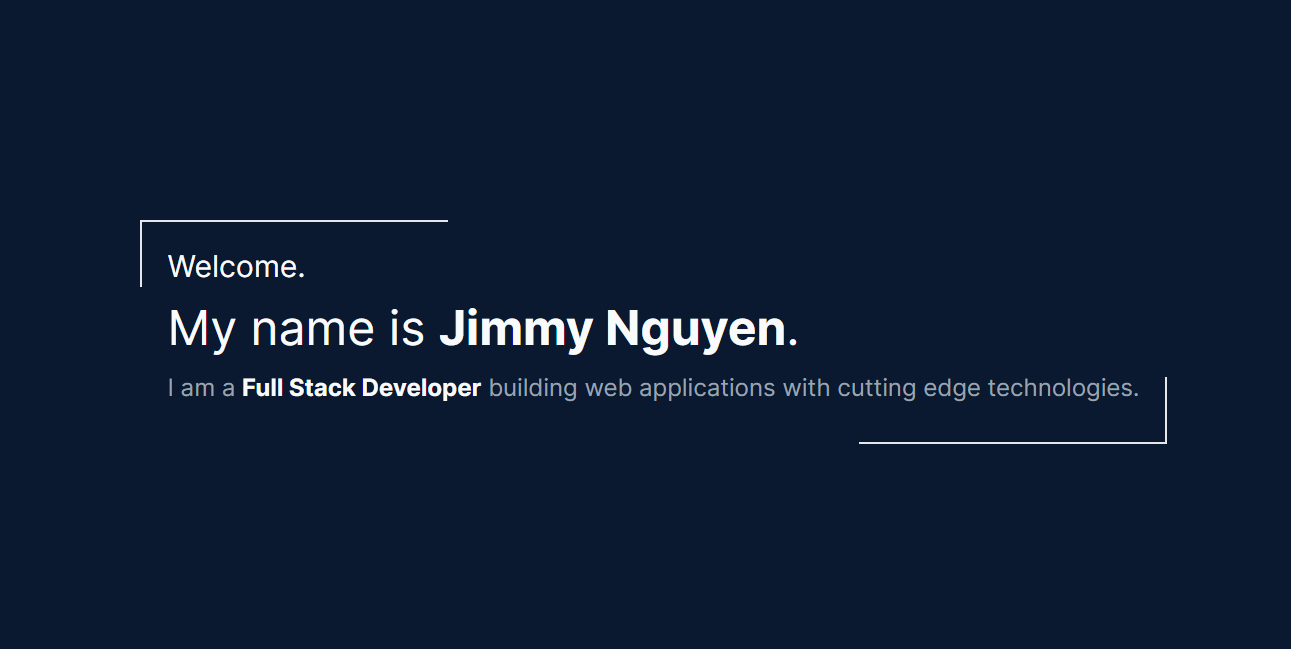 Welcome.
My name is Jimmy Nguyen.
I am a Full Stack Developer building web applications with cutting edge technologies.